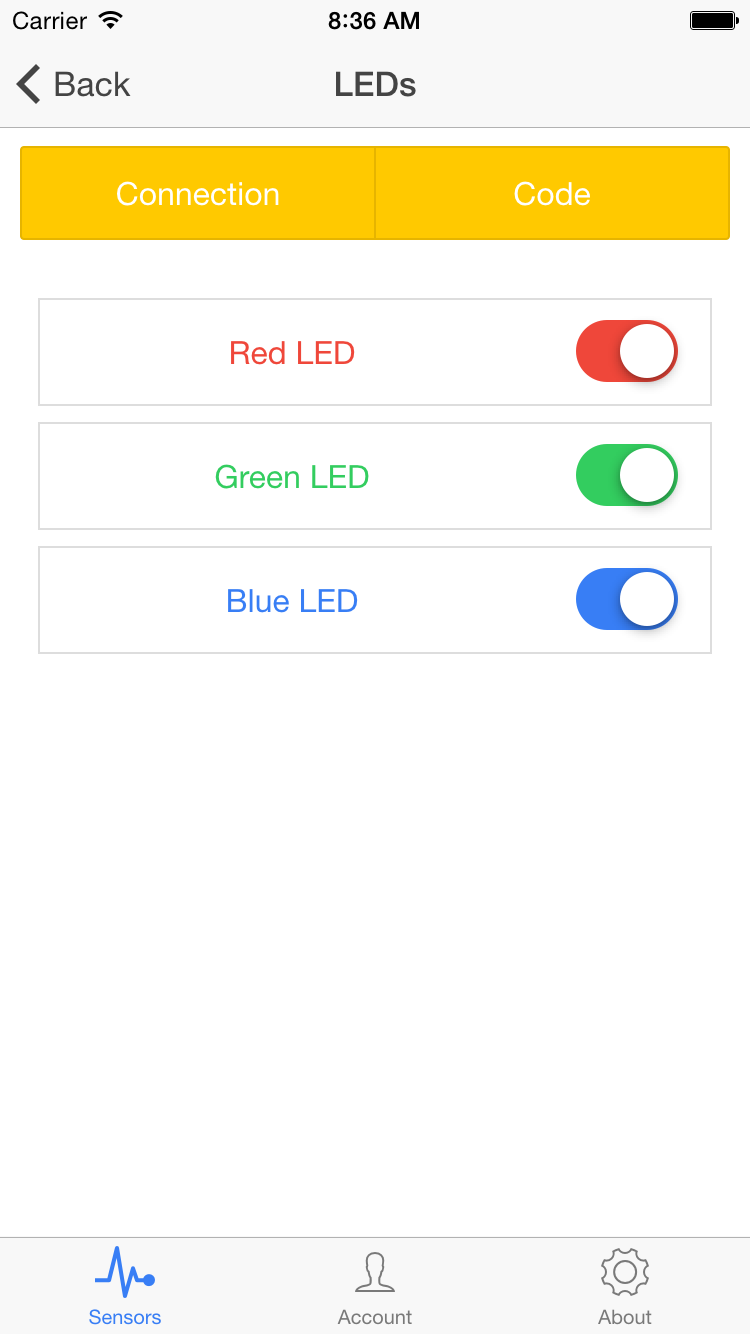 Carrier 8:36 AM
Back LEDs
Connection Code
Red LED
Green LED
Blue LED
Sensors Account About